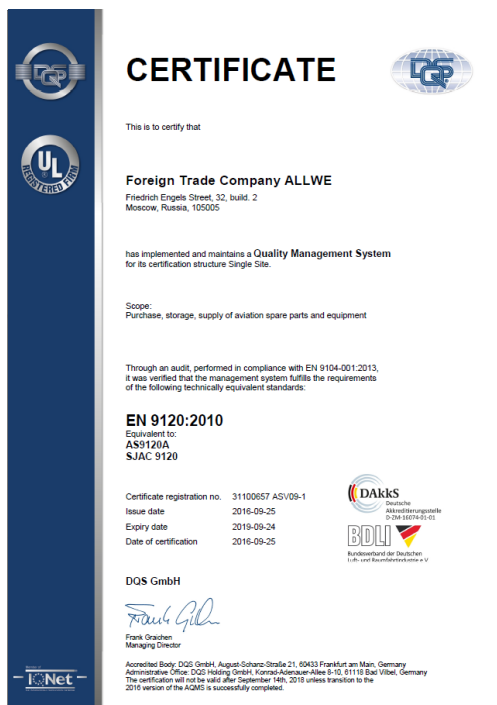 DQS
CERTIFICATE
DQS
This is to certify that
UL
REGISTERED FIRM
Foreign Trade Company ALLWE
Friedrich Engels Street, 32, build. 2
Moscow, Russia, 105005
has implemented and maintains a Quality Management System
for its certification structure Single Site.
Scope:
Purchase, storage, supply of aviation spare parts and equipment
Through an audit, performed in compliance with EN 9104-001:2013,
it was verified that the management system fulfills the requirements
of the following technically equivalent standards:
EN 9120:2010
Equivalent to:
AS9120A
SJAC 9120
Certificate registration no. 31100657 ASV09-1
Issue date 2016-09-25
Expiry date 2019-09-24
Date of certification 2016-09-25
DAkkS
Deutsche
Akkreditierungsstelle
D-ZM-16074-01-01
BDLI
Bundesverband der Deutschen
Luft- und Raumfahrtindustrie e.V
DQS GmbH
Frank Graichen
Managing Director
Accredited Body: DQS GmbH, August-Schanz-Straße 21, 60433 Frankfurt am Main, Germany
Administrative Office: DQS Holding GmbH, Konrad-Adenauer-Allee 8-10, 61118 Bad Vilbel, Germany
The certification will not be valid after September 14th, 2018 unless transition to the
2016 version of the AQMS is successfully completed.
Member of
IQNet